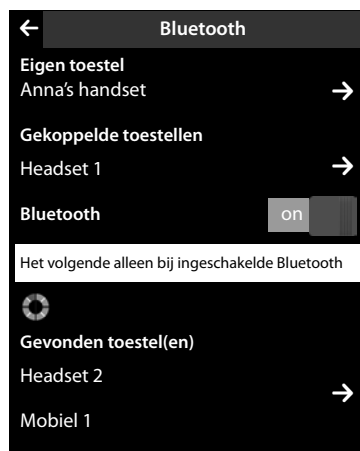 Bluetooth
Eigen toestel
Anna's handset
Gekoppelde toestellen
Headset 1
Bluetooth on
Het volgende alleen bij ingeschakelde Bluetooth
Gevonden toestel(en)
Headset 2
Mobiel 1